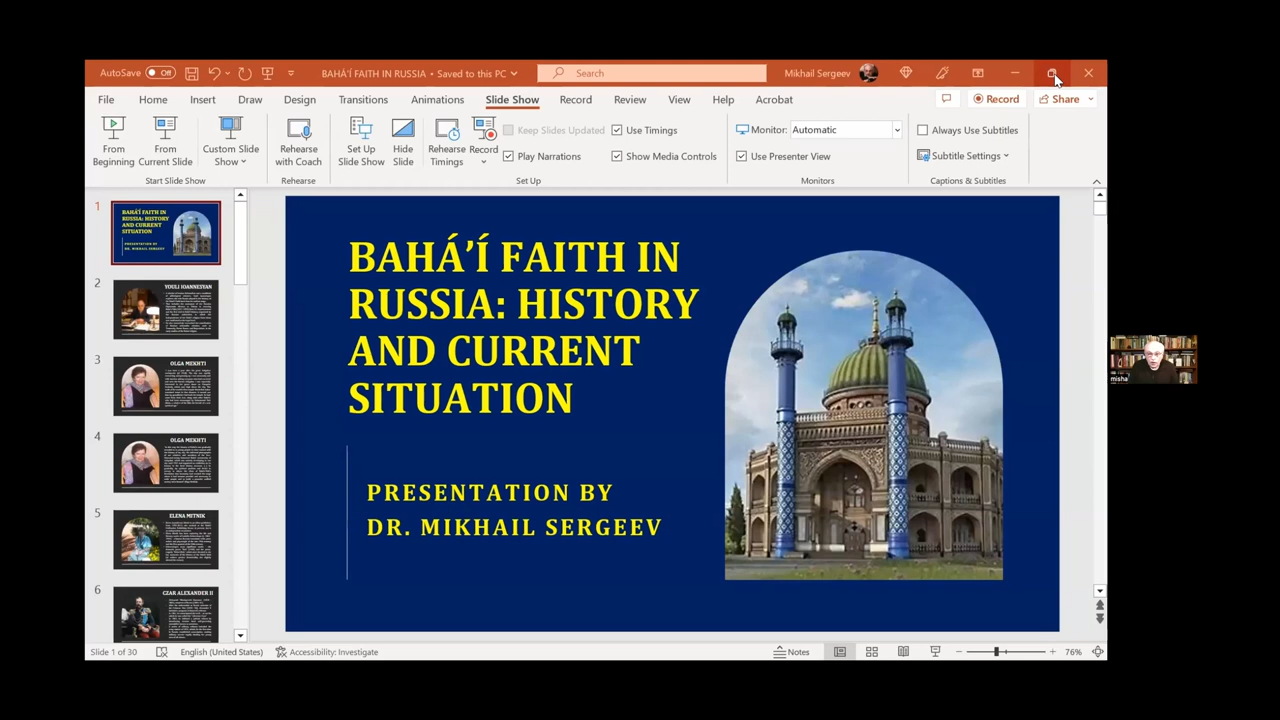 AutoSave Off
BAHÁ'Í FAITH IN RUSSIA • Saved to this PC
Search
Mikhail Sergeev
File Home Insert Draw Design Transitions Animations Slide Show Record Review View Help Acrobat
Record
Share
From Beginning
From Current Slide
Custom Slide Show
Start Slide Show
Rehearse with Coach
Rehearse
Set Up Slide Show
Hide Slide
Rehearse Timings
Record
Keep Slides Updated
Use Timings
Play Narrations
Show Media Controls
Set Up
Monitor: Automatic
Use Presenter View
Monitors
Always Use Subtitles
Subtitle Settings
Captions & Subtitles
1
BAHÁ'Í FAITH IN
RUSSIA: HISTORY
AND CURRENT
SITUATION
PRESENTATION BY
DR. MIKHAIL SERGEEV
2
YOULI IOANNESYAN
3
OLGA MEKHTI
4
OLGA MEKHTI
5
ELENA MITNIK
6
CZAR ALEXANDER II
BAHÁ’Í FAITH IN
RUSSIA: HISTORY
AND CURRENT
SITUATION
PRESENTATION BY
DR. MIKHAIL SERGEEV
misha
Slide 1 of 30
English (United States)
Accessibility: Investigate
Notes
76%